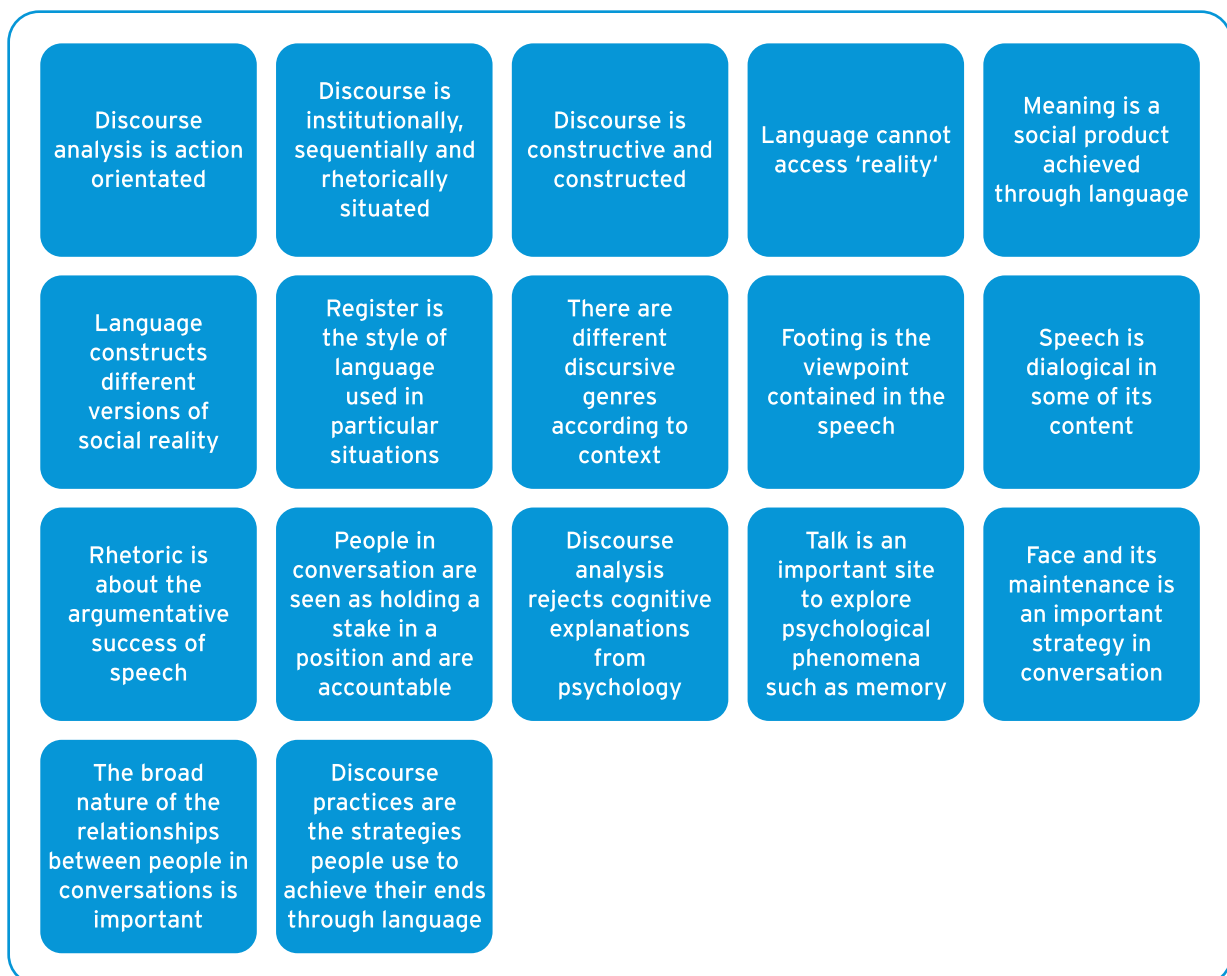 Discourse
analysis is action
orientated
Discourse is
institutionally,
sequentially and
rhetorically
situated
Discourse is
constructive and
constructed
Language cannot
access ‘reality‘
Meaning is a
social product
achieved
through language
Language
constructs
different
versions of
social reality
Register is
the style of
language
used in
particular
situations
There are
different
discursive
genres
according to
context
Footing is the
viewpoint
contained in the
speech
Speech is
dialogical in
some of its
content
Rhetoric is
about the
argumentative
success of
speech
People in
conversation are
seen as holding a
stake in a
position and are
accountable
Discourse
analysis
rejects cognitive
explanations
from
psychology
Talk is an
important site
to explore
psychological
phenomena
such as memory
Face and its
maintenance is
an important
strategy in
conversation
The broad
nature of the
relationships
between people in
conversations is
important
Discourse
practices are
the strategies
people use to
achieve their ends
through language